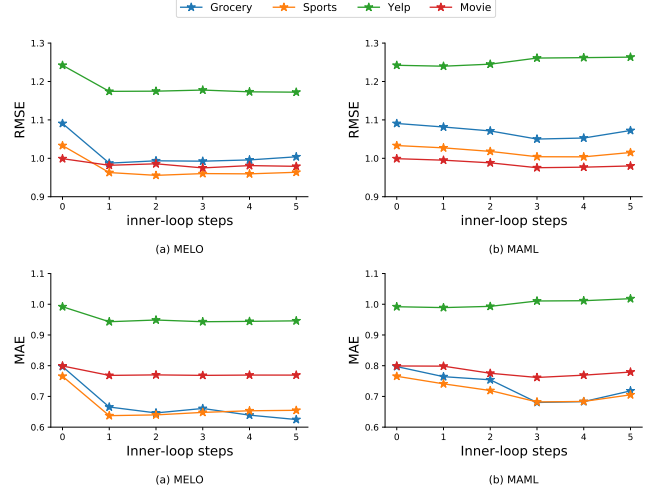 Grocery Sports Yelp Movie
RMSE
1.3
1.2
1.1
1.0
0.9
0 1 2 3 4 5
inner-loop steps
(a) MELO
RMSE
1.3
1.2
1.1
1.0
0.9
0 1 2 3 4 5
inner-loop steps
(b) MAML
MAE
1.1
1.0
0.9
0.8
0.7
0.6
0 1 2 3 4 5
Inner-loop steps
(a) MELO
MAE
1.1
1.0
0.9
0.8
0.7
0.6
0 1 2 3 4 5
Inner-loop steps
(b) MAML